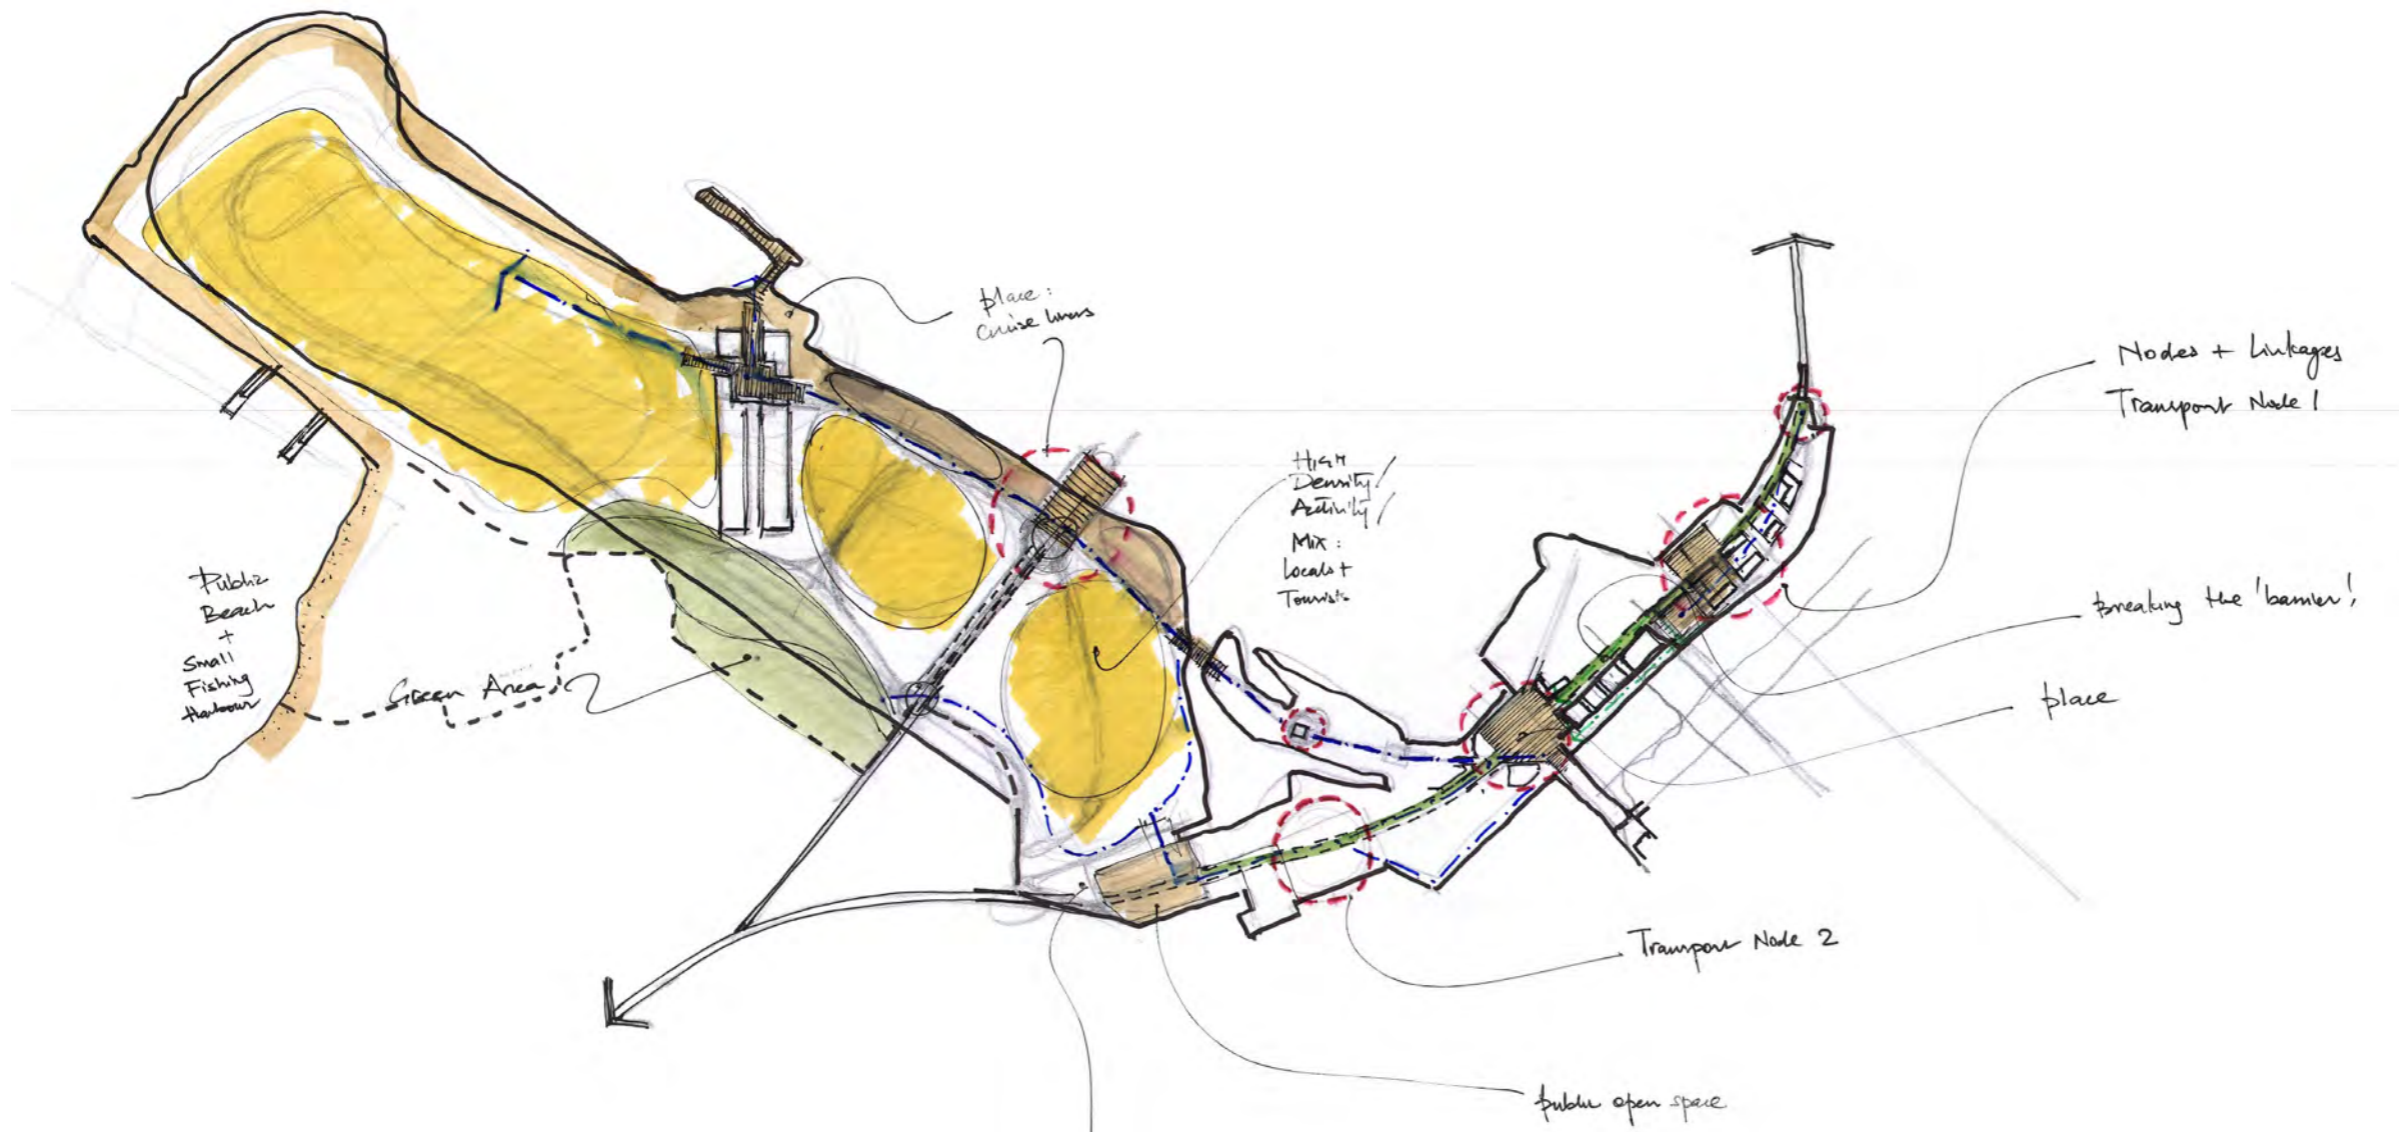 place:
Cruise liners
Nodes + Linkages
Transport Node 1
High
Density/
Activity/
Mix:
Locals +
Tourists
Public
Beach
+
Small
Fishing
Harbour
Green Area
breaking the 'barrier'!
place
Transport Node 2
public open space